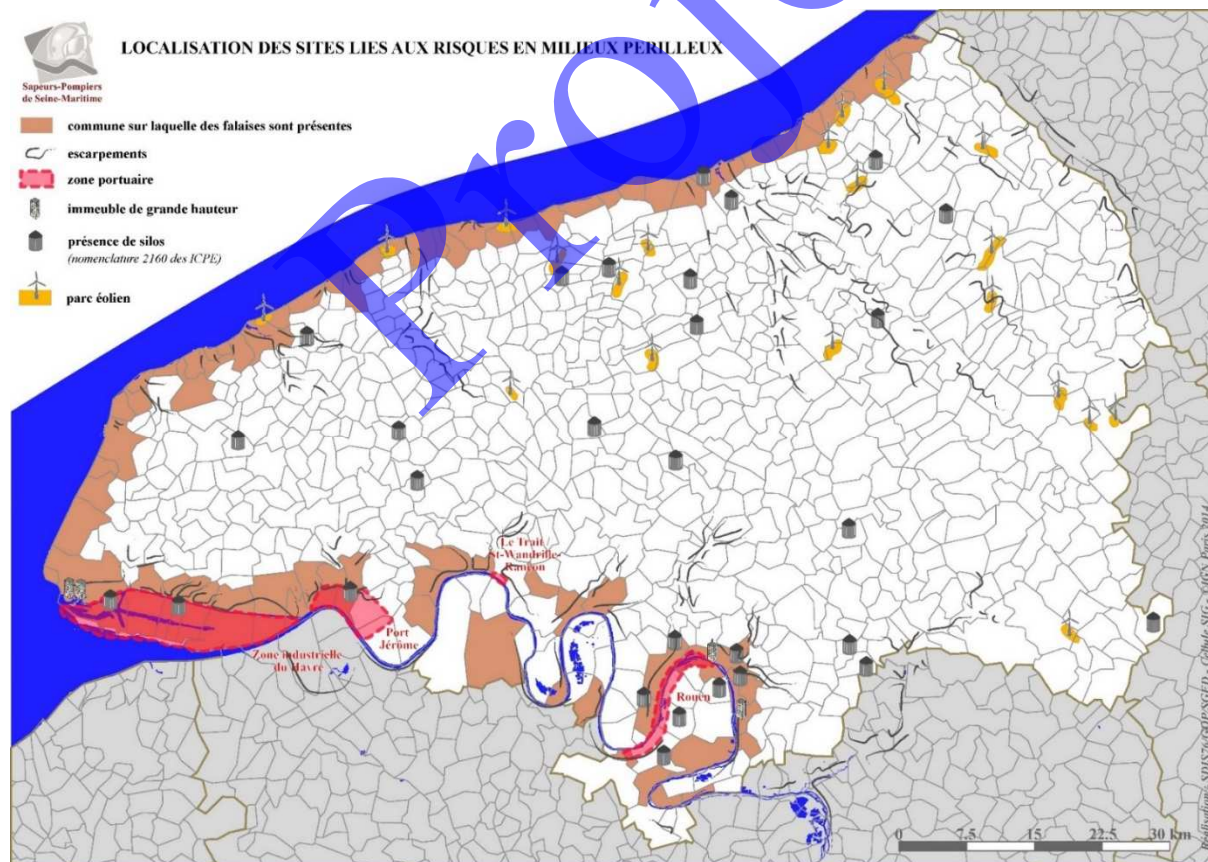 LOCALISATION DES SITES LIES AUX RISQUES EN MILIEUX PERILLEUX
Sapeurs-Pompiers
de Seine-Maritime
commune sur laquelle des falaises sont présentes
escarpements
zone portuaire
immeuble de grande hauteur
présence de silos
(nomenclature 2160 des ICPE)
parc éolien
Proje
Le Trait /
St-Wandrille-
Rançon
Port
Jérôme
Zone industrielle
du Havre
Rouen
0 7.5 15 22.5 30 km